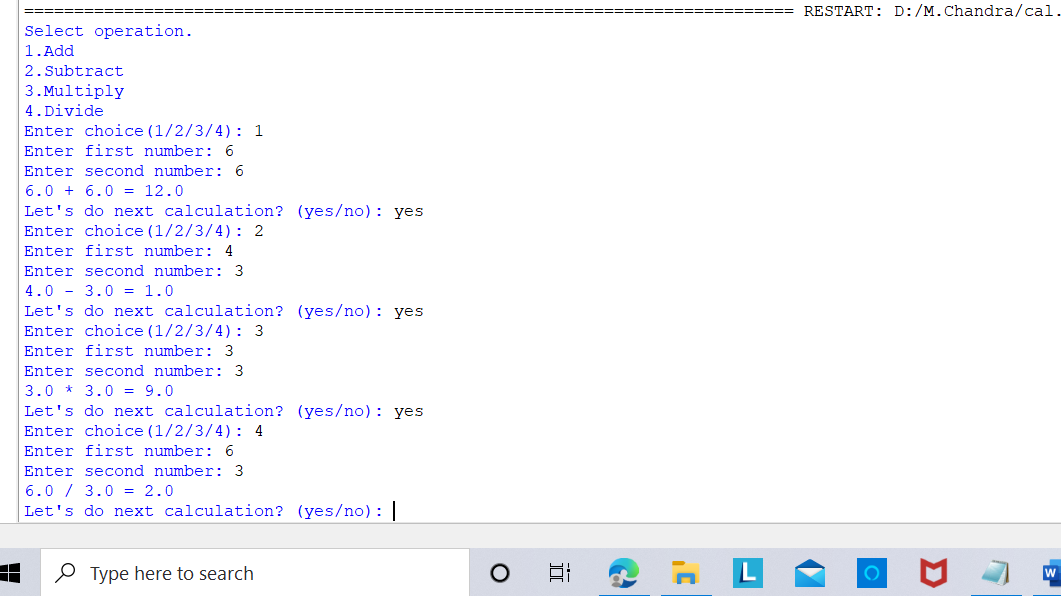 ============================================================================= RESTART: D:/M.Chandra/cal.
Select operation.
1.Add
2.Subtract
3.Multiply
4.Divide
Enter choice(1/2/3/4): 1
Enter first number: 6
Enter second number: 6
6.0 + 6.0 = 12.0
Let's do next calculation? (yes/no): yes
Enter choice(1/2/3/4): 2
Enter first number: 4
Enter second number: 3
4.0 - 3.0 = 1.0
Let's do next calculation? (yes/no): yes
Enter choice(1/2/3/4): 3
Enter first number: 3
Enter second number: 3
3.0 * 3.0 = 9.0
Let's do next calculation? (yes/no): yes
Enter choice(1/2/3/4): 4
Enter first number: 6
Enter second number: 3
6.0 / 3.0 = 2.0
Let's do next calculation? (yes/no):
Type here to search
L
W